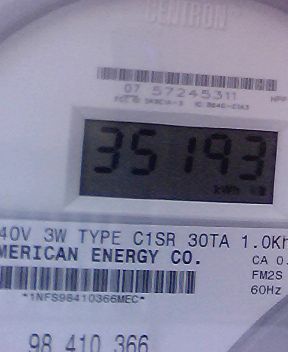 CENTRON
07 57245311
35193
kWh
40V 3W TYPE C1SR 30TA 1.0Kh
MERICAN ENERGY CO.
CA 0.
FM2S
*1NFS98410366MEC*
60Hz
98 410 366